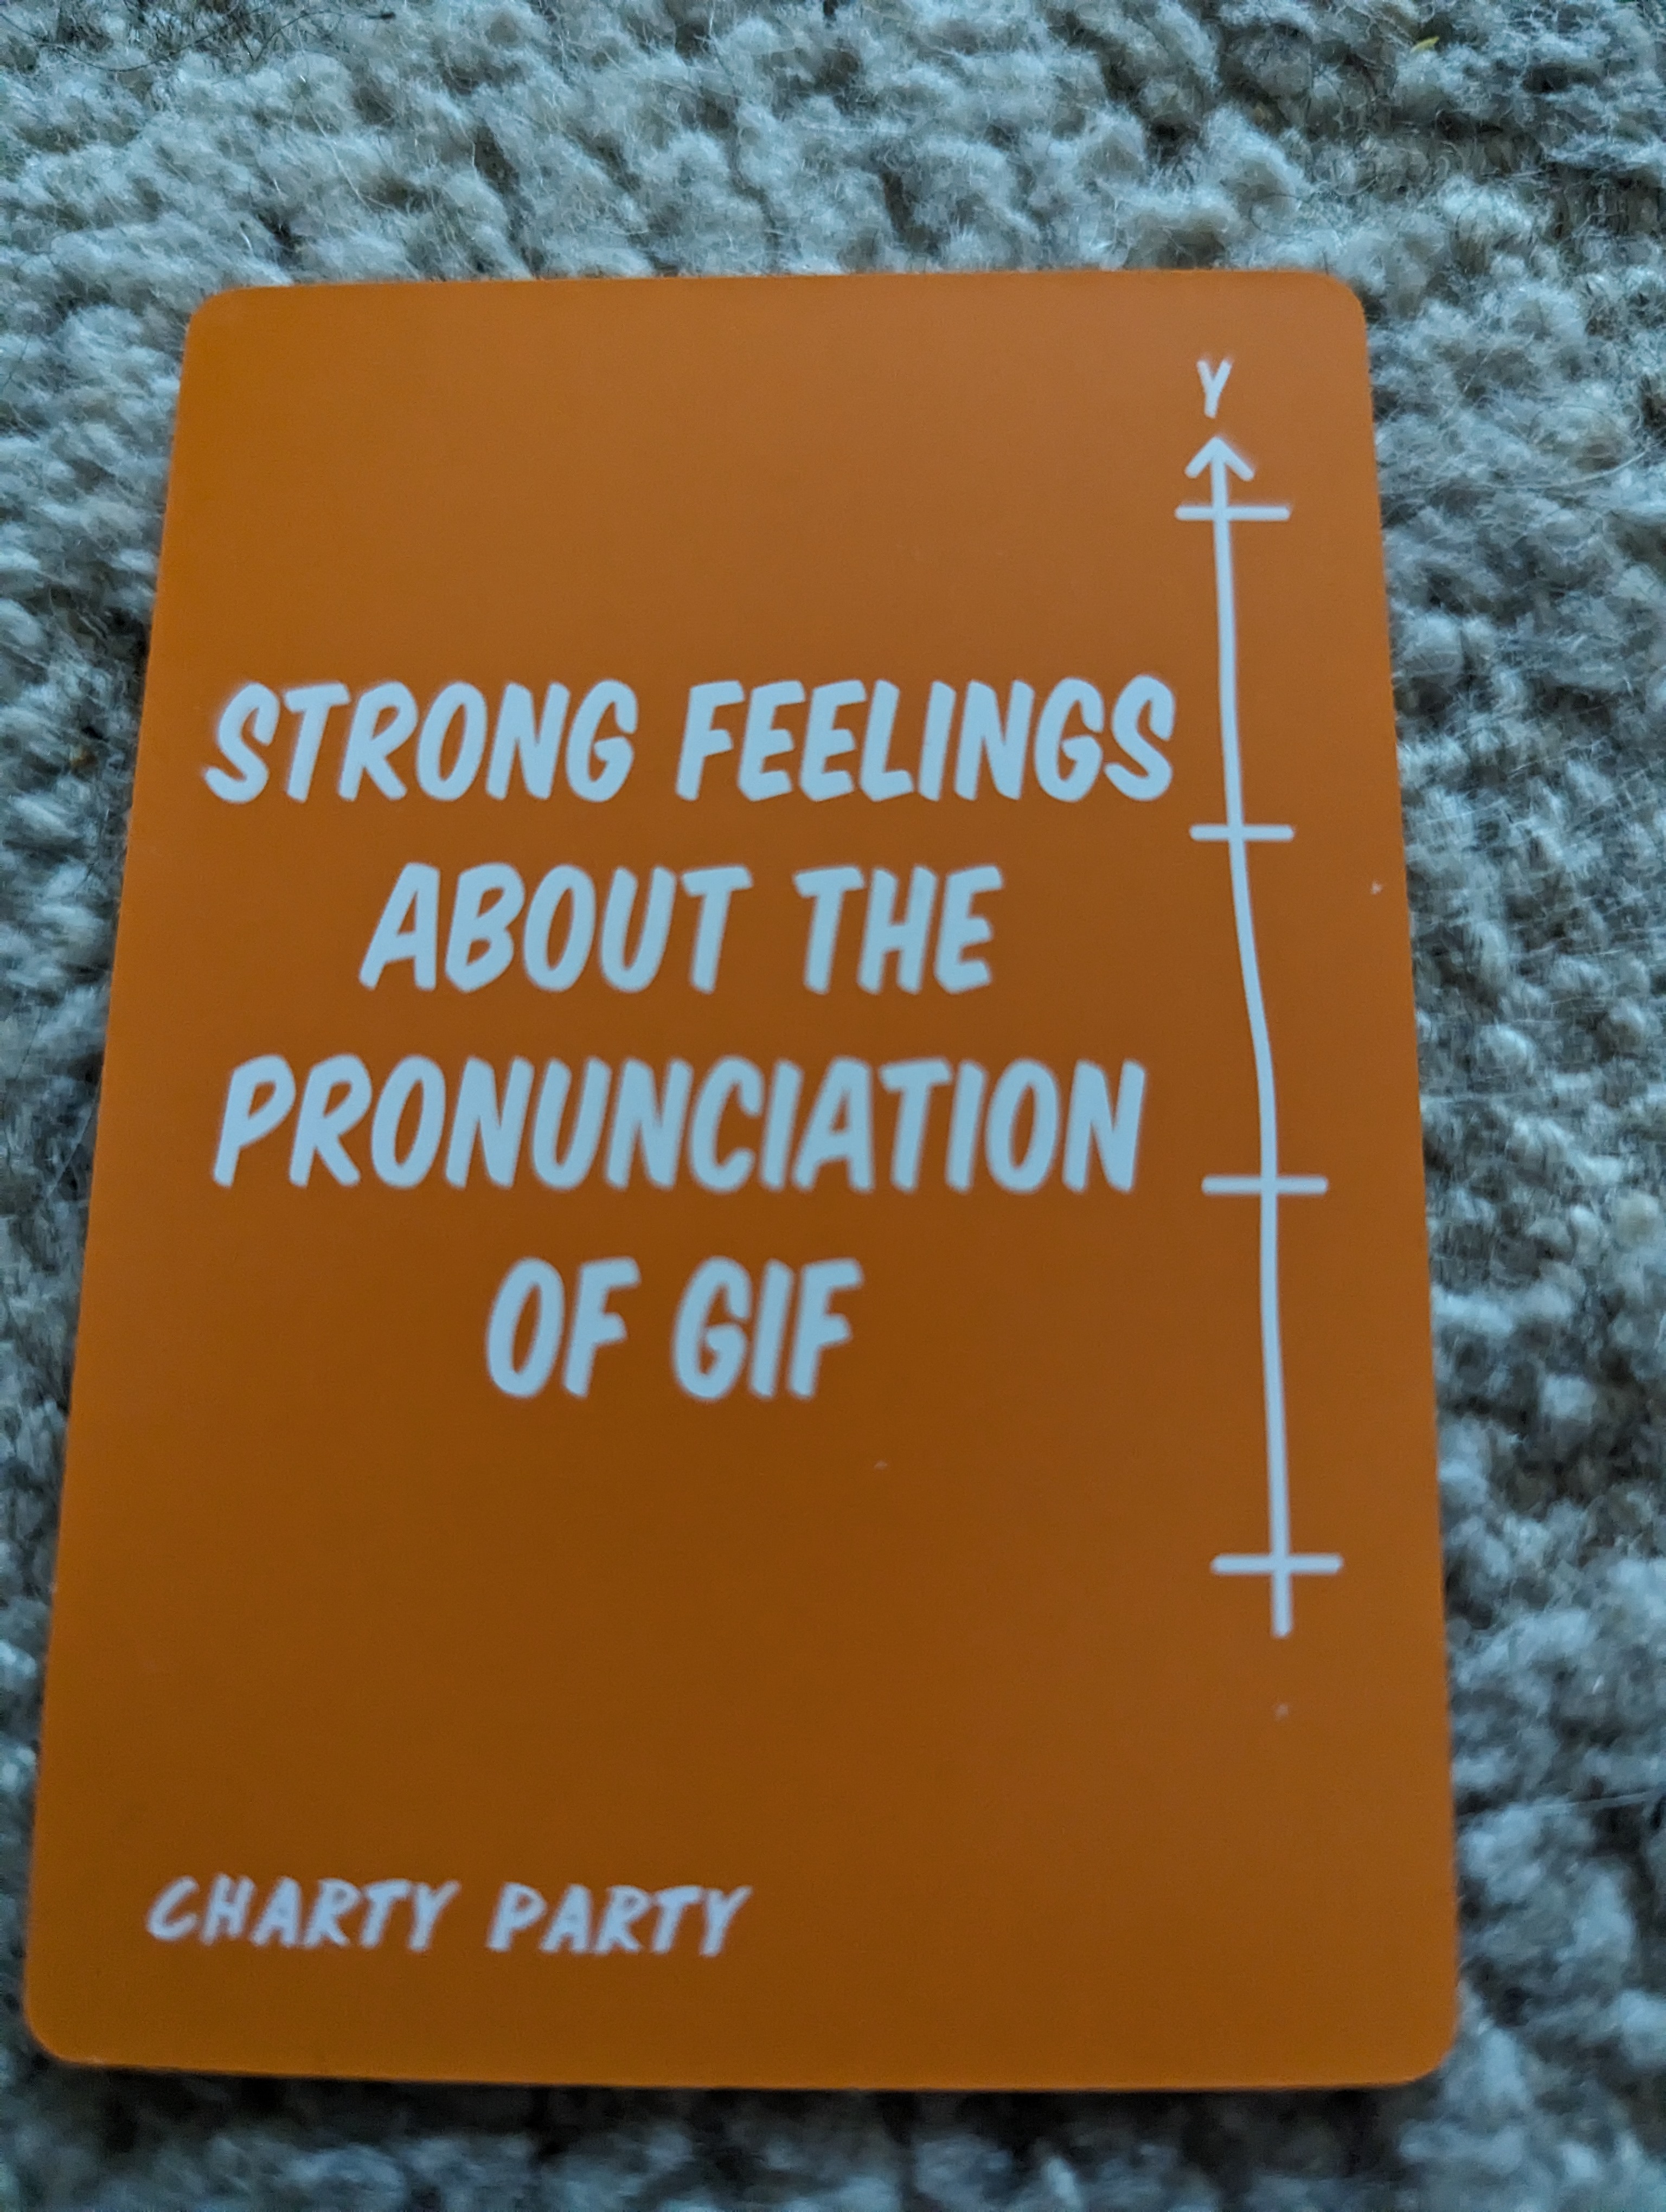 Y
STRONG FEELINGS
ABOUT THE
PRONUNCIATION
OF GIF
CHARTY PARTY